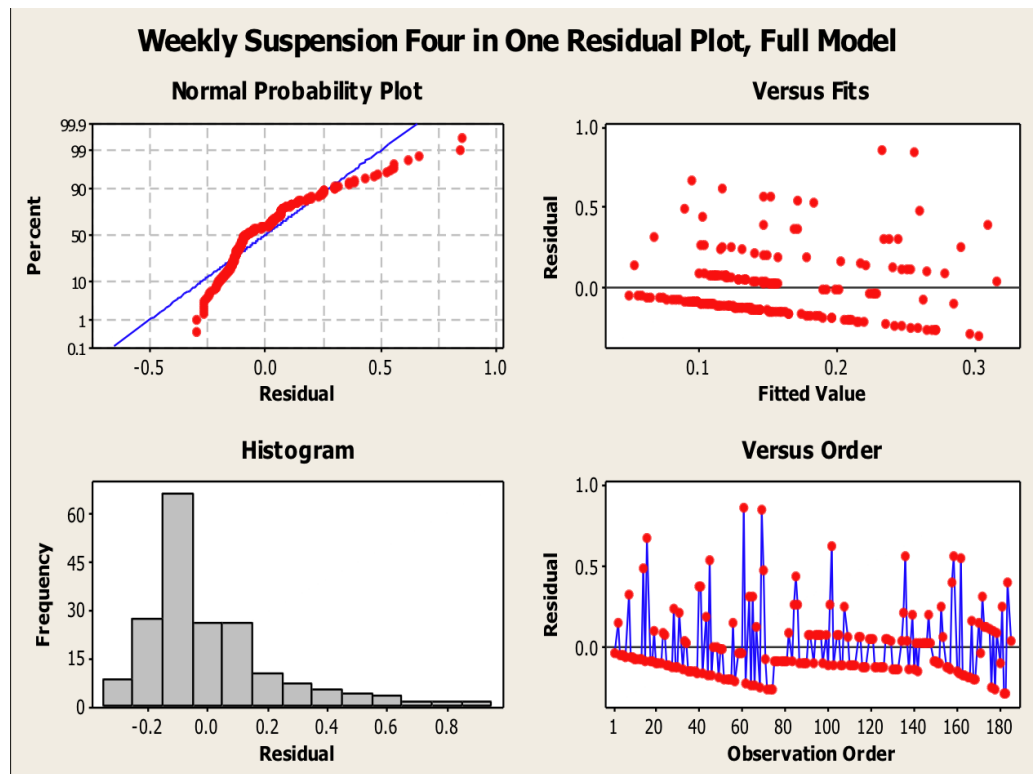 Weekly Suspension Four in One Residual Plot, Full Model
Normal Probability Plot
99.9
99
90
50
10
1
0.1
Percent
-0.5 0.0 0.5 1.0
Residual
Versus Fits
1.0
0.5
0.0
Residual
0.1 0.2 0.3
Fitted Value
Histogram
60
45
30
15
0
Frequency
-0.2 0.0 0.2 0.4 0.6 0.8
Residual
Versus Order
1.0
0.5
0.0
Residual
1 20 40 60 80 100 120 140 160 180
Observation Order